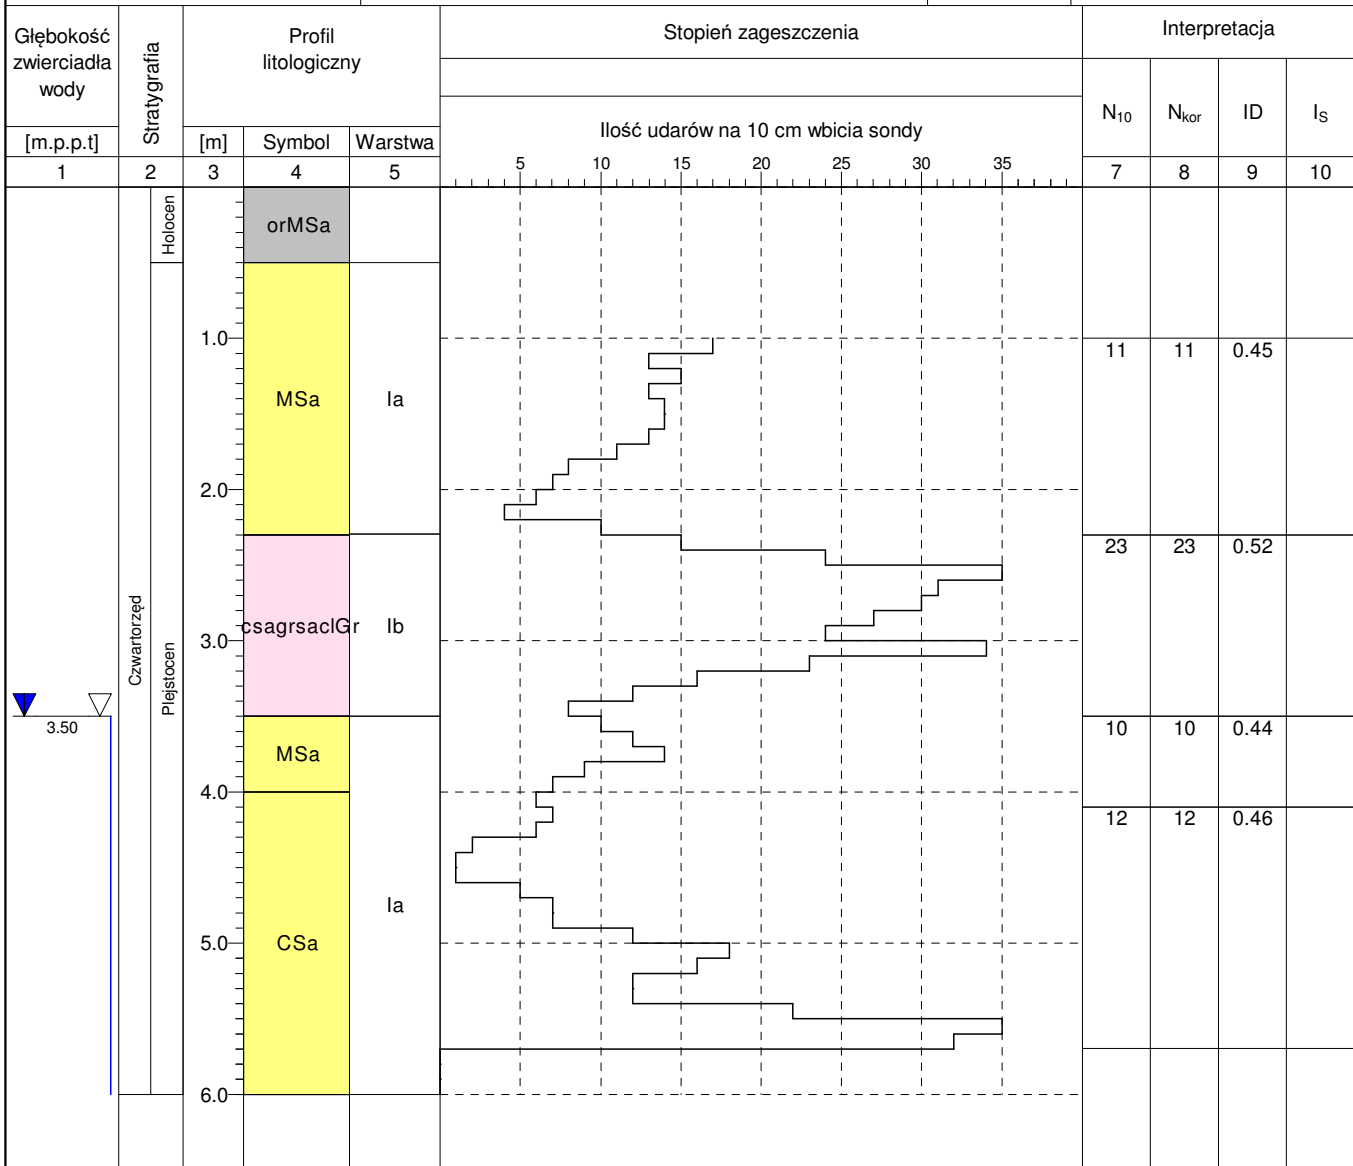 Głębokość
zwierciadła
wody
[m.p.p.t]
Stratygrafia
Profil
litologiczny
[m]
Symbol
Warstwa
Stopień zageszczenia
Ilość udarów na 10 cm wbicia sondy
Interpretacja
N10
Nkor
ID
IS
1
2
3
4
5
5 10 15 20 25 30 35
7
8
9
10
Holocen
orMSa
1.0
MSa
Ia
11 11 0.45
2.0
23 23 0.52
Czwartorzęd
Plejstocen
csagrsaclGr
Ib
3.0
3.50
10 10 0.44
MSa
4.0
12 12 0.46
Ia
CSa
5.0
6.0